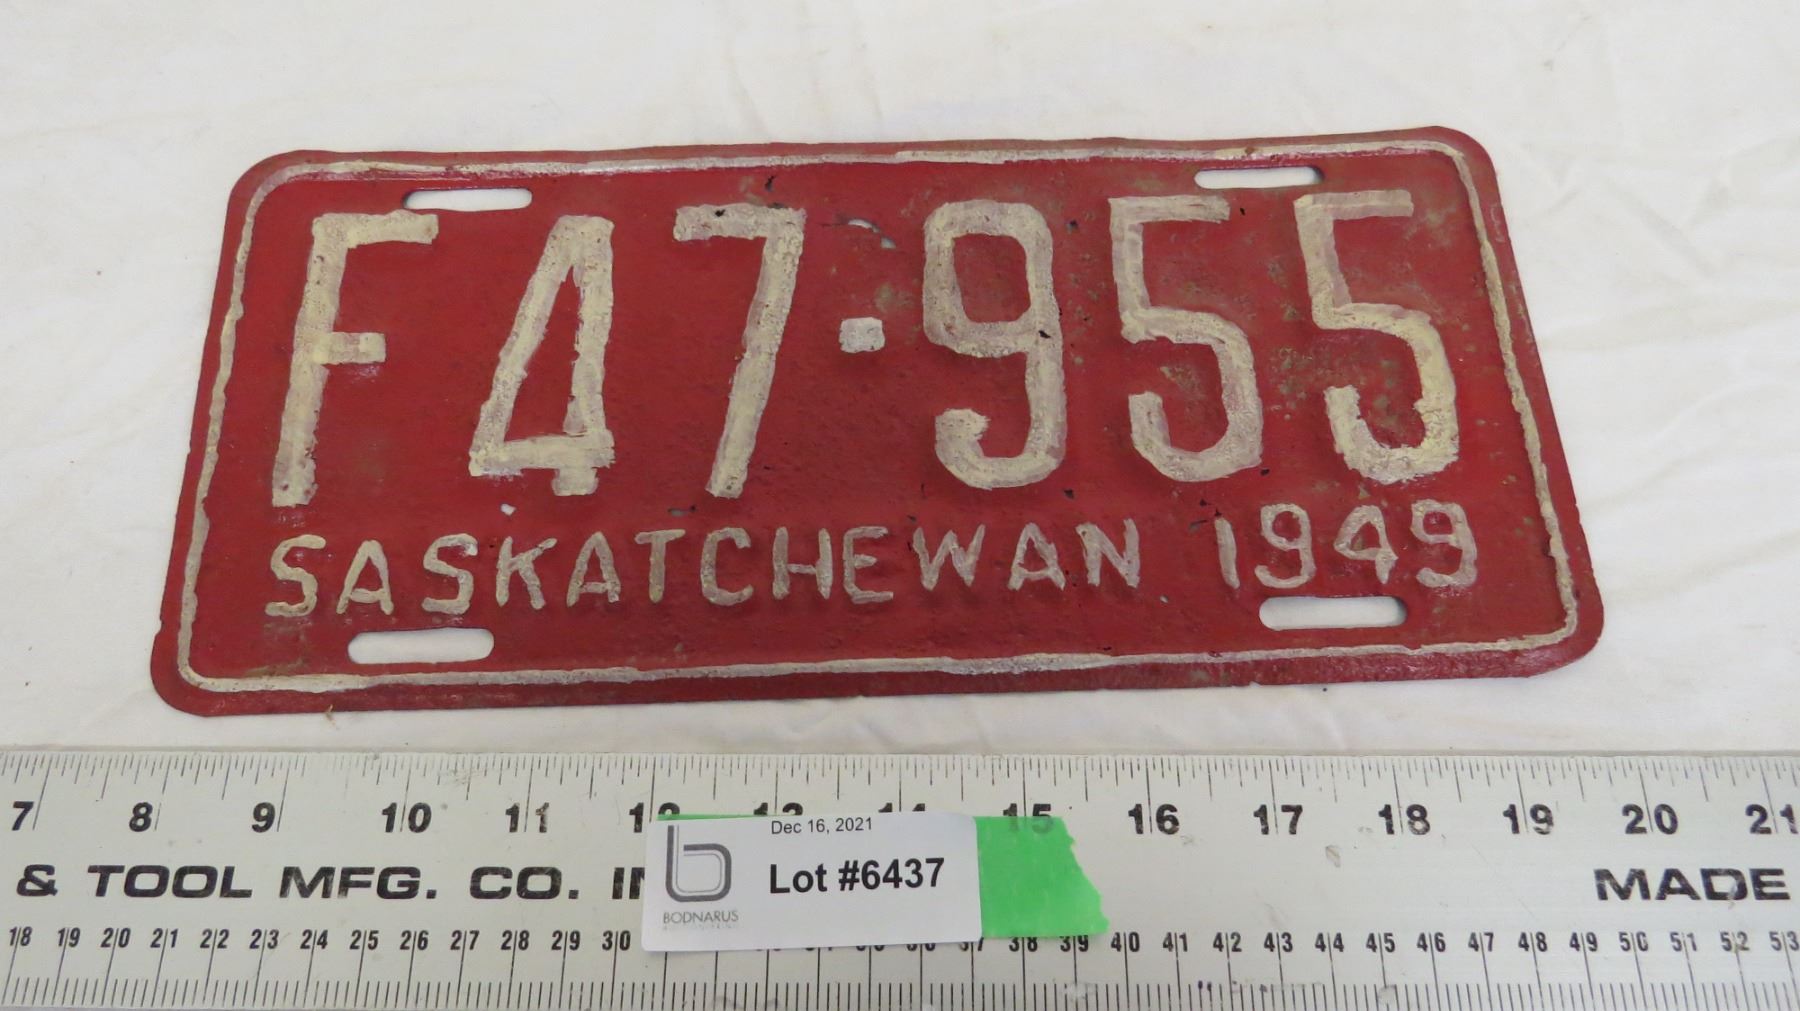 F47·955
SASKATCHEWAN 1949
7 8 9 10 11 12 13 14 15 16 17 18 19 20 21
Dec 16, 2021
Lot #6437
BODNARUS
& TOOL MFG. CO. MADE
18 19 20 21 22 23 24 25 26 27 28 29 30 37 38 39 40 41 42 43 44 45 46 47 48 49 50 51 52 53